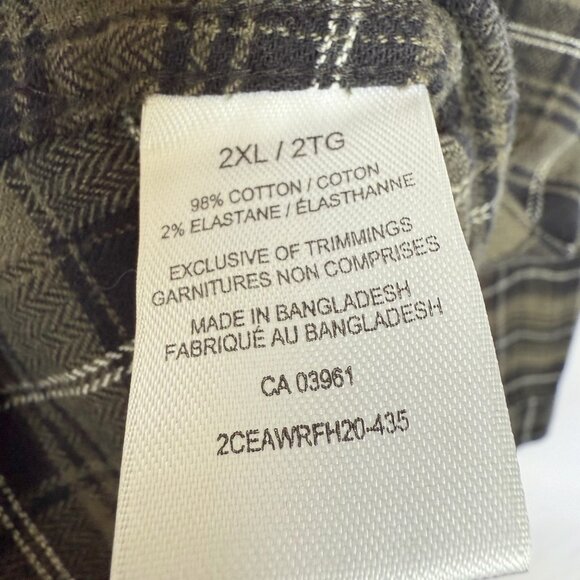 2XL / 2TG
98% COTTON / COTON
2% ELASTANE / ÉLASTHANNE
EXCLUSIVE OF TRIMMINGS
GARNITURES NON COMPRISES
MADE IN BANGLADESH
FABRIQUÉ AU BANGLADESH
CA 03961
2CEAWRFH20-435